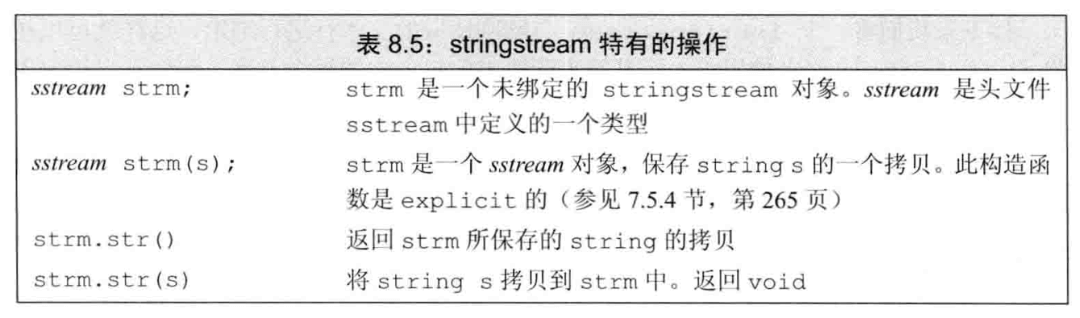 表 8.5：stringstream 特有的操作
sstream strm; strm 是一个未绑定的 stringstream 对象。sstream 是头文件
sstream 中定义的一个类型
sstream strm(s); strm 是一个 sstream 对象，保存 string s 的一个拷贝。此构造函
数是 explicit 的（参见 7.5.4 节，第 265 页）
strm.str() 返回 strm 所保存的 string 的拷贝
strm.str(s) 将 string s 拷贝到 strm 中。返回 void